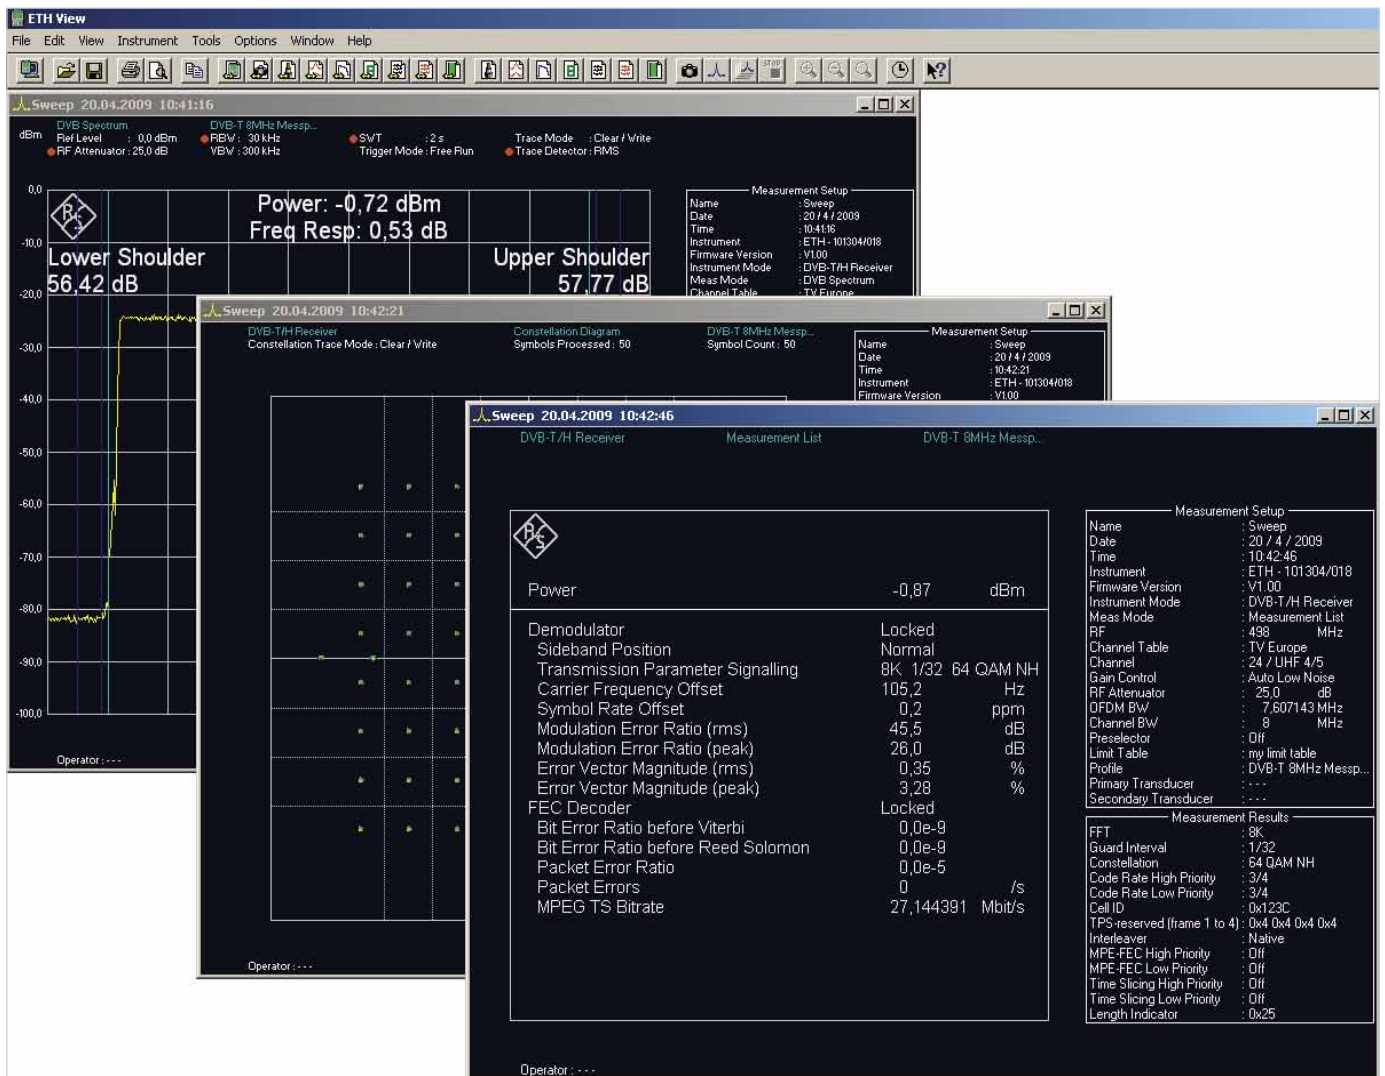 ETH View
File Edit View Instrument Tools Options Window Help
STOP
Sweep 20.04.2009 10:41:16
DVB Spectrum DVB-T 8MHz Messp...
dBm Ref Level : 0,0 dBm RBW : 30 kHz SWT : 2 s Trace Mode : Clear / Write
RF Attenuator : 25,0 dB VBW : 300 kHz Trigger Mode : Free Run Trace Detector : RMS
0,0
-10,0
-20,0
-30,0
-40,0
-50,0
-60,0
-70,0
-80,0
-90,0
-100,0
R&S
Power: -0,72 dBm
Freq Resp: 0,53 dB
Lower Shoulder
56,42 dB
Upper Shoulder
57,77 dB
Measurement Setup
Name : Sweep
Date : 20 / 4 / 2009
Time : 10:41:16
Instrument : ETH - 101304/018
Firmware Version : V1.00
Instrument Mode : DVB-T/H Receiver
Meas Mode : DVB Spectrum
Channel Table : TV Europe
Operator : - - -
Sweep 20.04.2009 10:42:21
DVB-T/H Receiver Constellation Diagram DVB-T 8MHz Messp...
Constellation Trace Mode : Clear / Write Symbols Processed : 50 Symbol Count : 50
Measurement Setup
Name : Sweep
Date : 20 / 4 / 2009
Time : 10:42:21
Instrument : ETH - 101304/018
Firmware Version : V1.00
Operator : - - -
Sweep 20.04.2009 10:42:46
DVB-T/H Receiver Measurement List DVB-T 8MHz Messp...
R&S
Power -0,87 dBm
Demodulator Locked
Sideband Position Normal
Transmission Parameter Signalling 8K 1/32 64 QAM NH
Carrier Frequency Offset 105,2 Hz
Symbol Rate Offset 0,2 ppm
Modulation Error Ratio (rms) 45,5 dB
Modulation Error Ratio (peak) 26,0 dB
Error Vector Magnitude (rms) 0,35 %
Error Vector Magnitude (peak) 3,28 %
FEC Decoder Locked
Bit Error Ratio before Viterbi 0,0e-9
Bit Error Ratio before Reed Solomon 0,0e-9
Packet Error Ratio 0,0e-5
Packet Errors 0 /s
MPEG TS Bitrate 27,144391 Mbit/s
Measurement Setup
Name : Sweep
Date : 20 / 4 / 2009
Time : 10:42:46
Instrument : ETH - 101304/018
Firmware Version : V1.00
Instrument Mode : DVB-T/H Receiver
Meas Mode : Measurement List
RF : 498 MHz
Channel Table : TV Europe
Channel : 24 / UHF 4/5
Gain Control : Auto Low Noise
RF Attenuator : 25,0 dB
OFDM BW : 7,607143 MHz
Channel BW : 8 MHz
Preselector : Off
Limit Table : my limit table
Profile : DVB-T 8MHz Messp...
Primary Transducer : - - -
Secondary Transducer : - - -
Measurement Results
FFT : 8K
Guard Interval : 1/32
Constellation : 64 QAM NH
Code Rate High Priority : 3/4
Code Rate Low Priority : 3/4
Cell ID : 0x123C
TPS-reserved (frame 1 to 4) : 0x4 0x4 0x4 0x4
Interleaver : Native
MPE-FEC High Priority : Off
MPE-FEC Low Priority : Off
Time Slicing High Priority : Off
Time Slicing Low Priority : Off
Length Indicator : 0x25
Operator : - - -